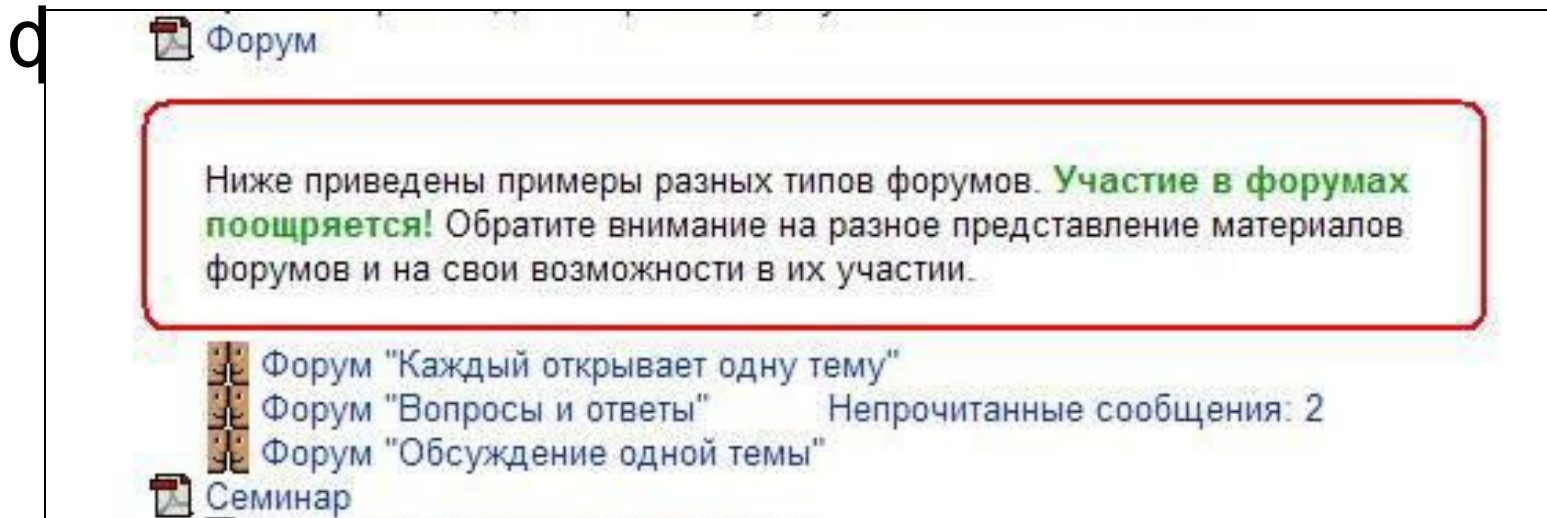 Форум
Ниже приведены примеры разных типов форумов. Участие в форумах
поощряется! Обратите внимание на разное представление материалов
форумов и на свои возможности в их участии.
Форум "Каждый открывает одну тему"
Форум "Вопросы и ответы" Непрочитанные сообщения: 2
Форум "Обсуждение одной темы"
Семинар